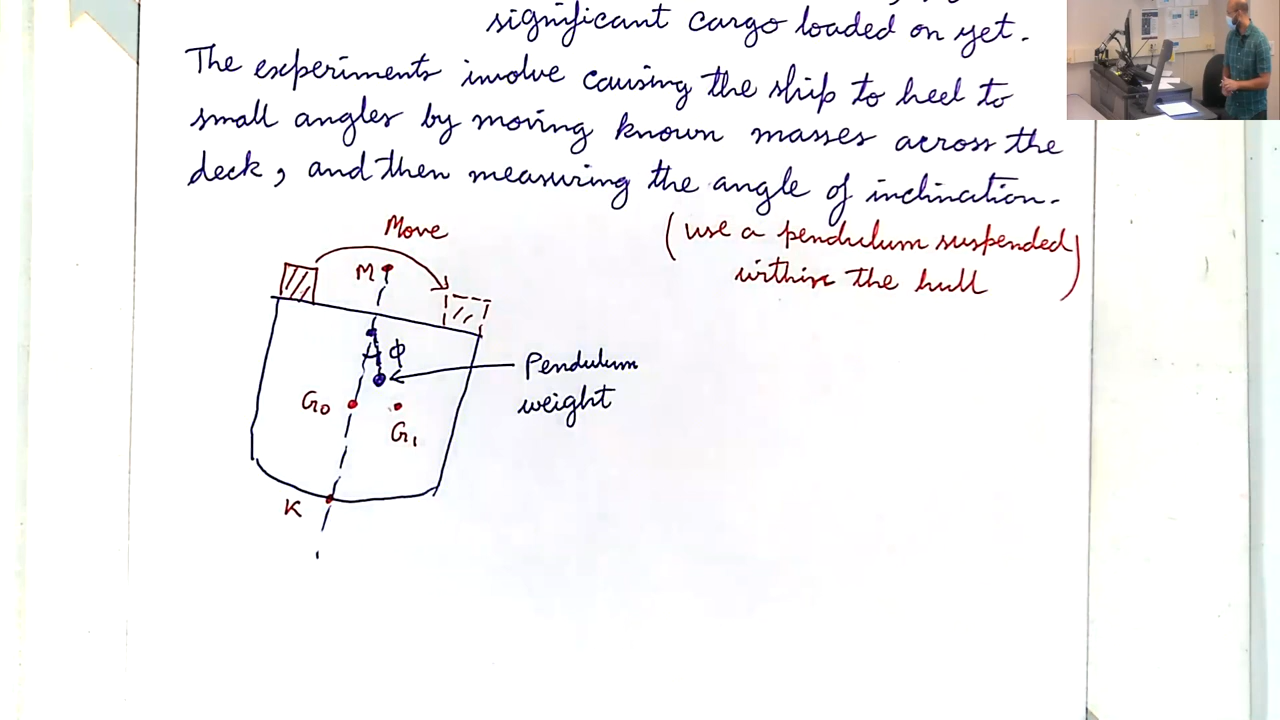 significant cargo loaded on yet.
The experiments involve causing the ship to heel to
small angles by moving known masses across the
deck, and then measuring the angle of inclination.
(use a pendulum suspended
within the hull)
Move
M
ϕ
Pendulum
weight
G0
G1
K